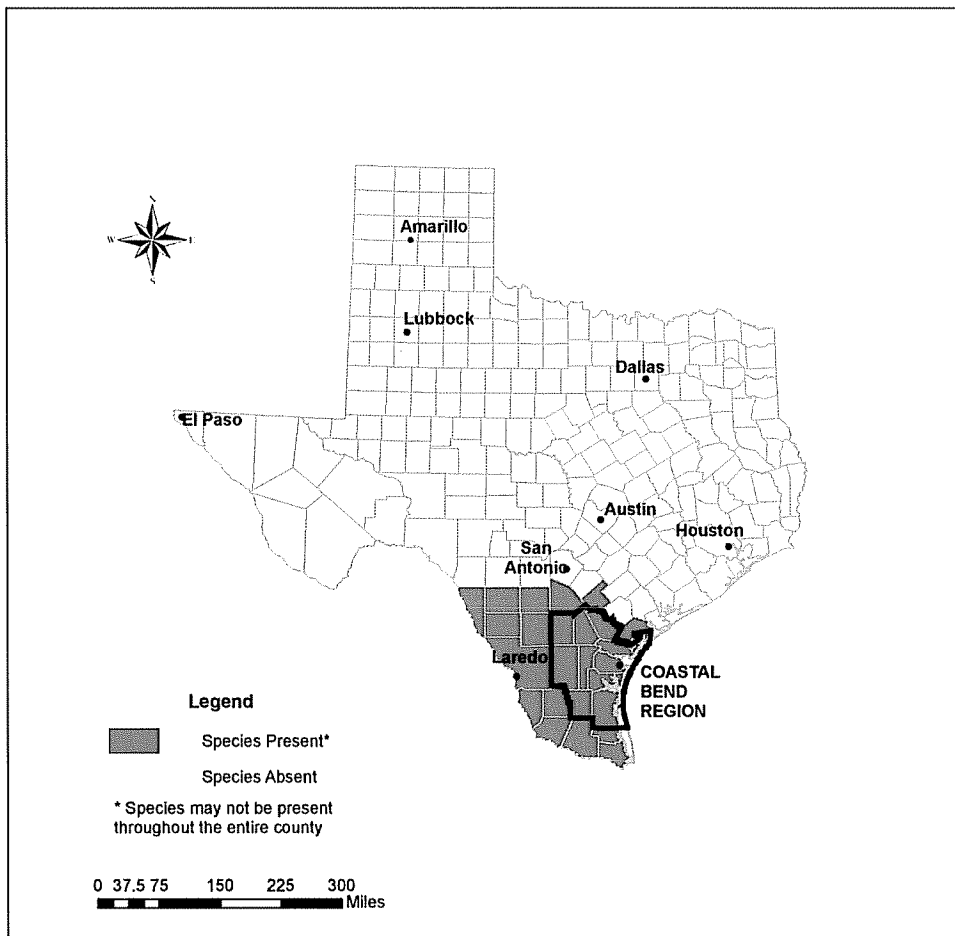 N
W
E
S
Amarillo
Lubbock
Dallas
El Paso
Austin
Houston
San
Antonio
Laredo
COASTAL
BEND
REGION
Legend
Species Present*
Species Absent
* Species may not be present
throughout the entire county
0 37.5 75 150 225 300
Miles